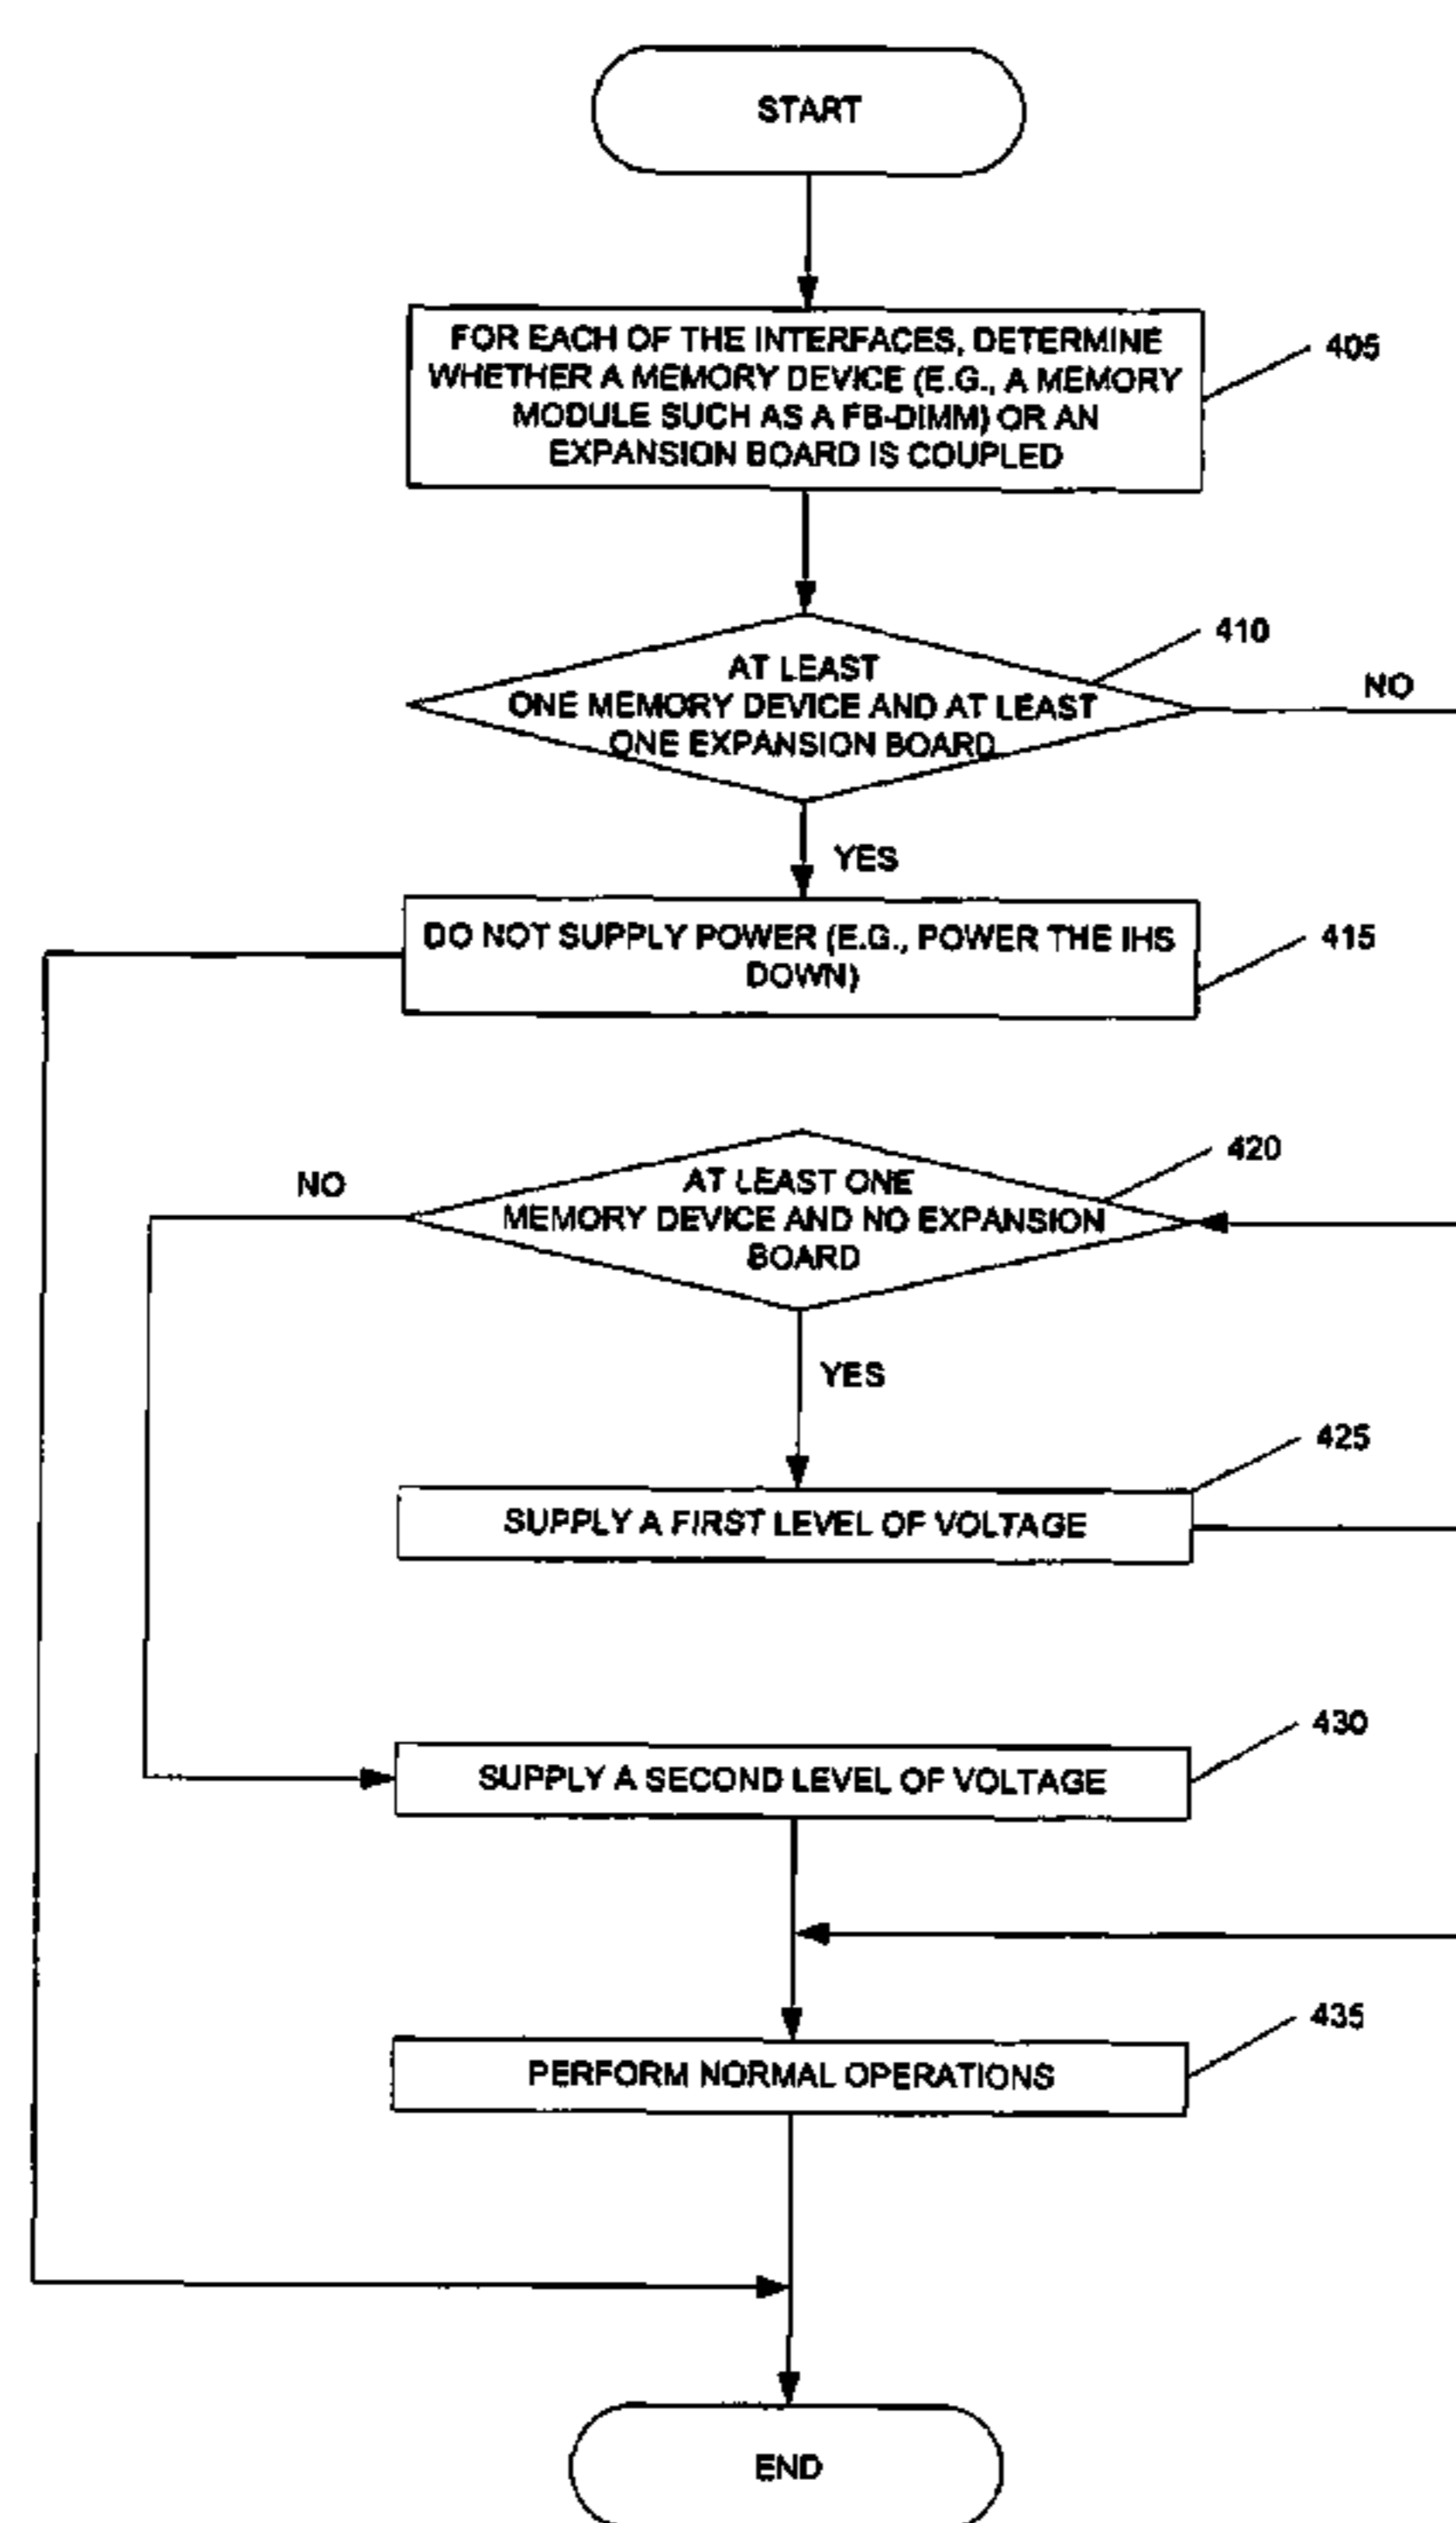 START
FOR EACH OF THE INTERFACES, DETERMINE
WHETHER A MEMORY DEVICE (E.G., A MEMORY
MODULE SUCH AS A FB-DIMM) OR AN
EXPANSION BOARD IS COUPLED
405
410
AT LEAST
ONE MEMORY DEVICE AND AT LEAST
ONE EXPANSION BOARD
NO
YES
DO NOT SUPPLY POWER (E.G., POWER THE IHS
DOWN)
415
420
NO
AT LEAST ONE
MEMORY DEVICE AND NO EXPANSION
BOARD
YES
425
SUPPLY A FIRST LEVEL OF VOLTAGE
430
SUPPLY A SECOND LEVEL OF VOLTAGE
435
PERFORM NORMAL OPERATIONS
END